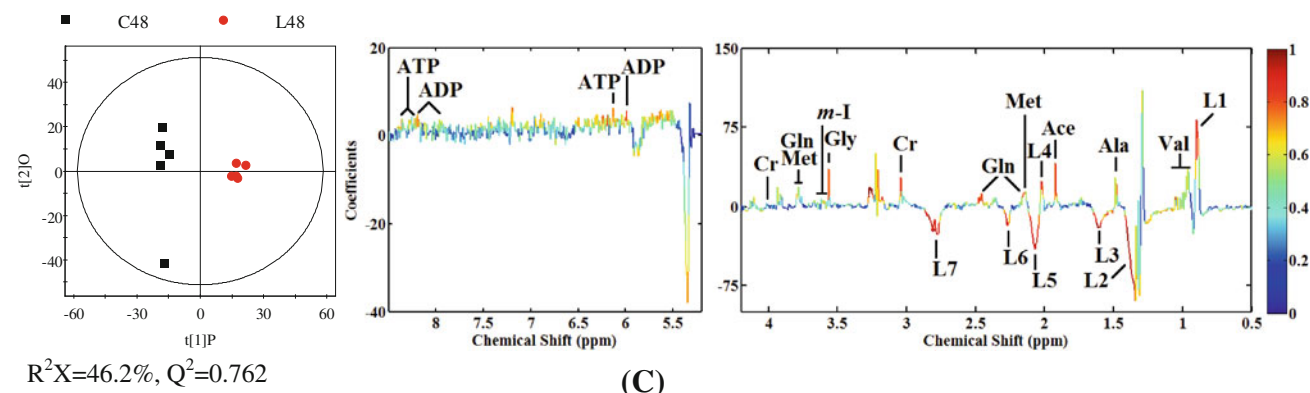 C48 L48
40
20
0
-20
-40
t[2]O
-60 -30 0 30 60
t[1]P
R²X=46.2%, Q²=0.762
20
0
-20
-40
Coefficients
ATP
ADP
ATP
ADP
8 7.5 7 6.5 6 5.5
Chemical Shift (ppm)
150
75
0
-75
Cr
Gln
Met
m-I
Gly
Cr
Gln
Met
L4
Ace
Ala
Val
L1
L7
L6
L5
L3
L2
4 3.5 3 2.5 2 1.5 1 0.5
Chemical Shift (ppm)
1
0.8
0.6
0.4
0.2
0
(C)